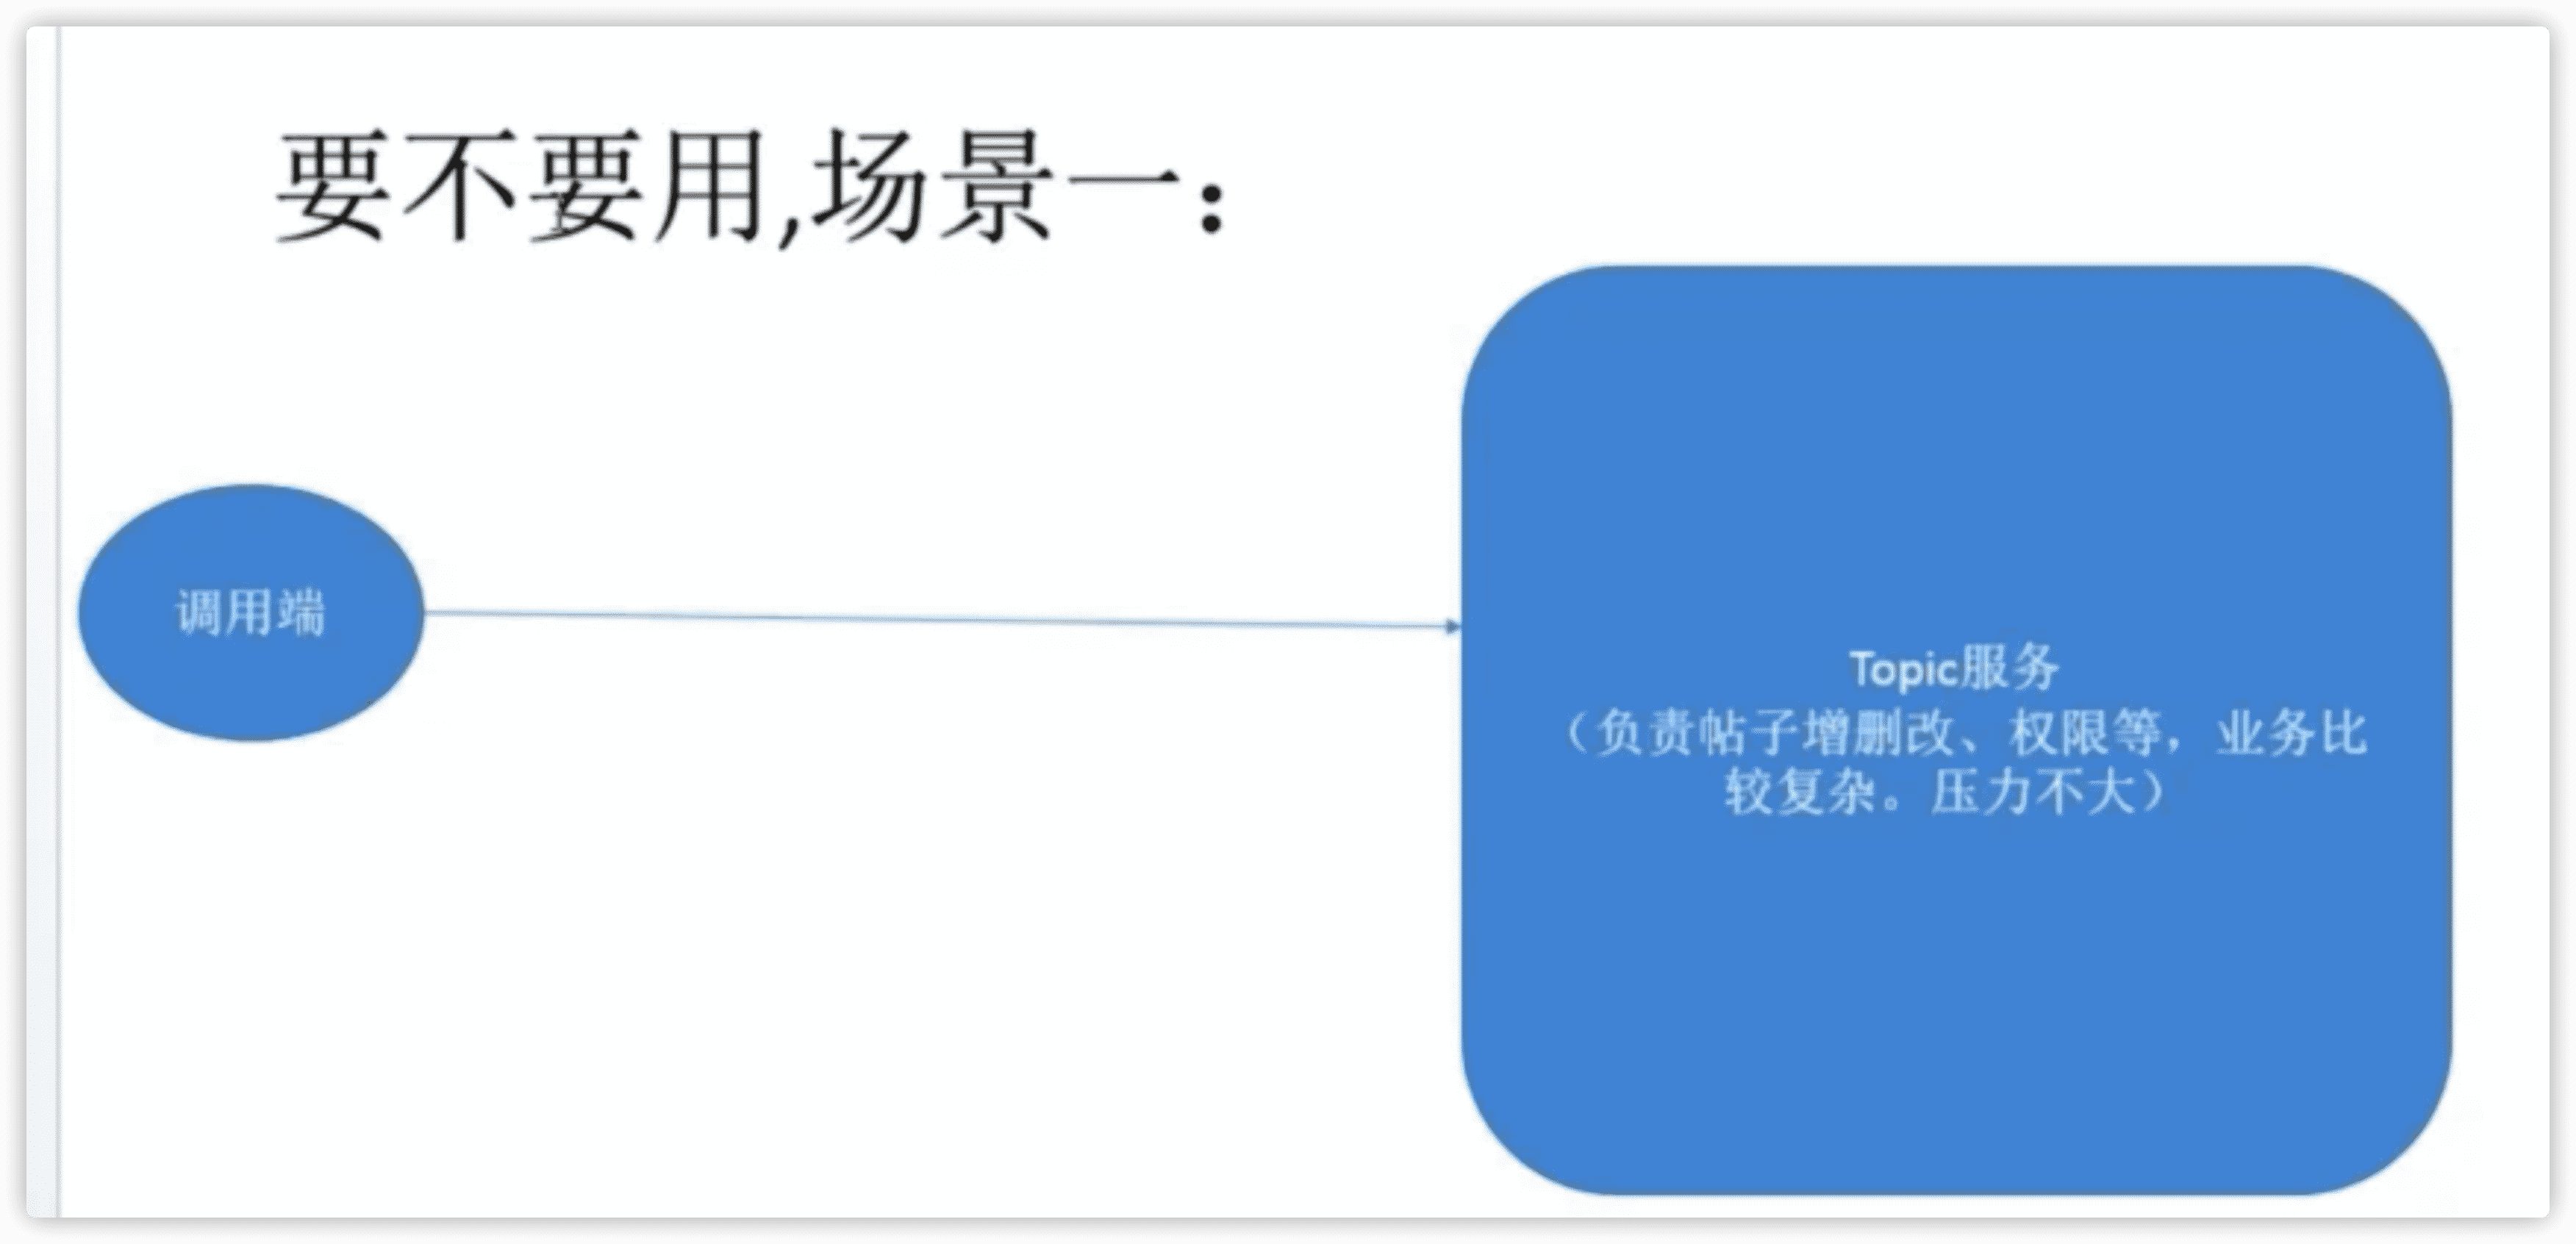 要不要用,场景一：
调用端
Topic服务
（负责帖子增删改、权限等，业务比
较复杂。压力不大）